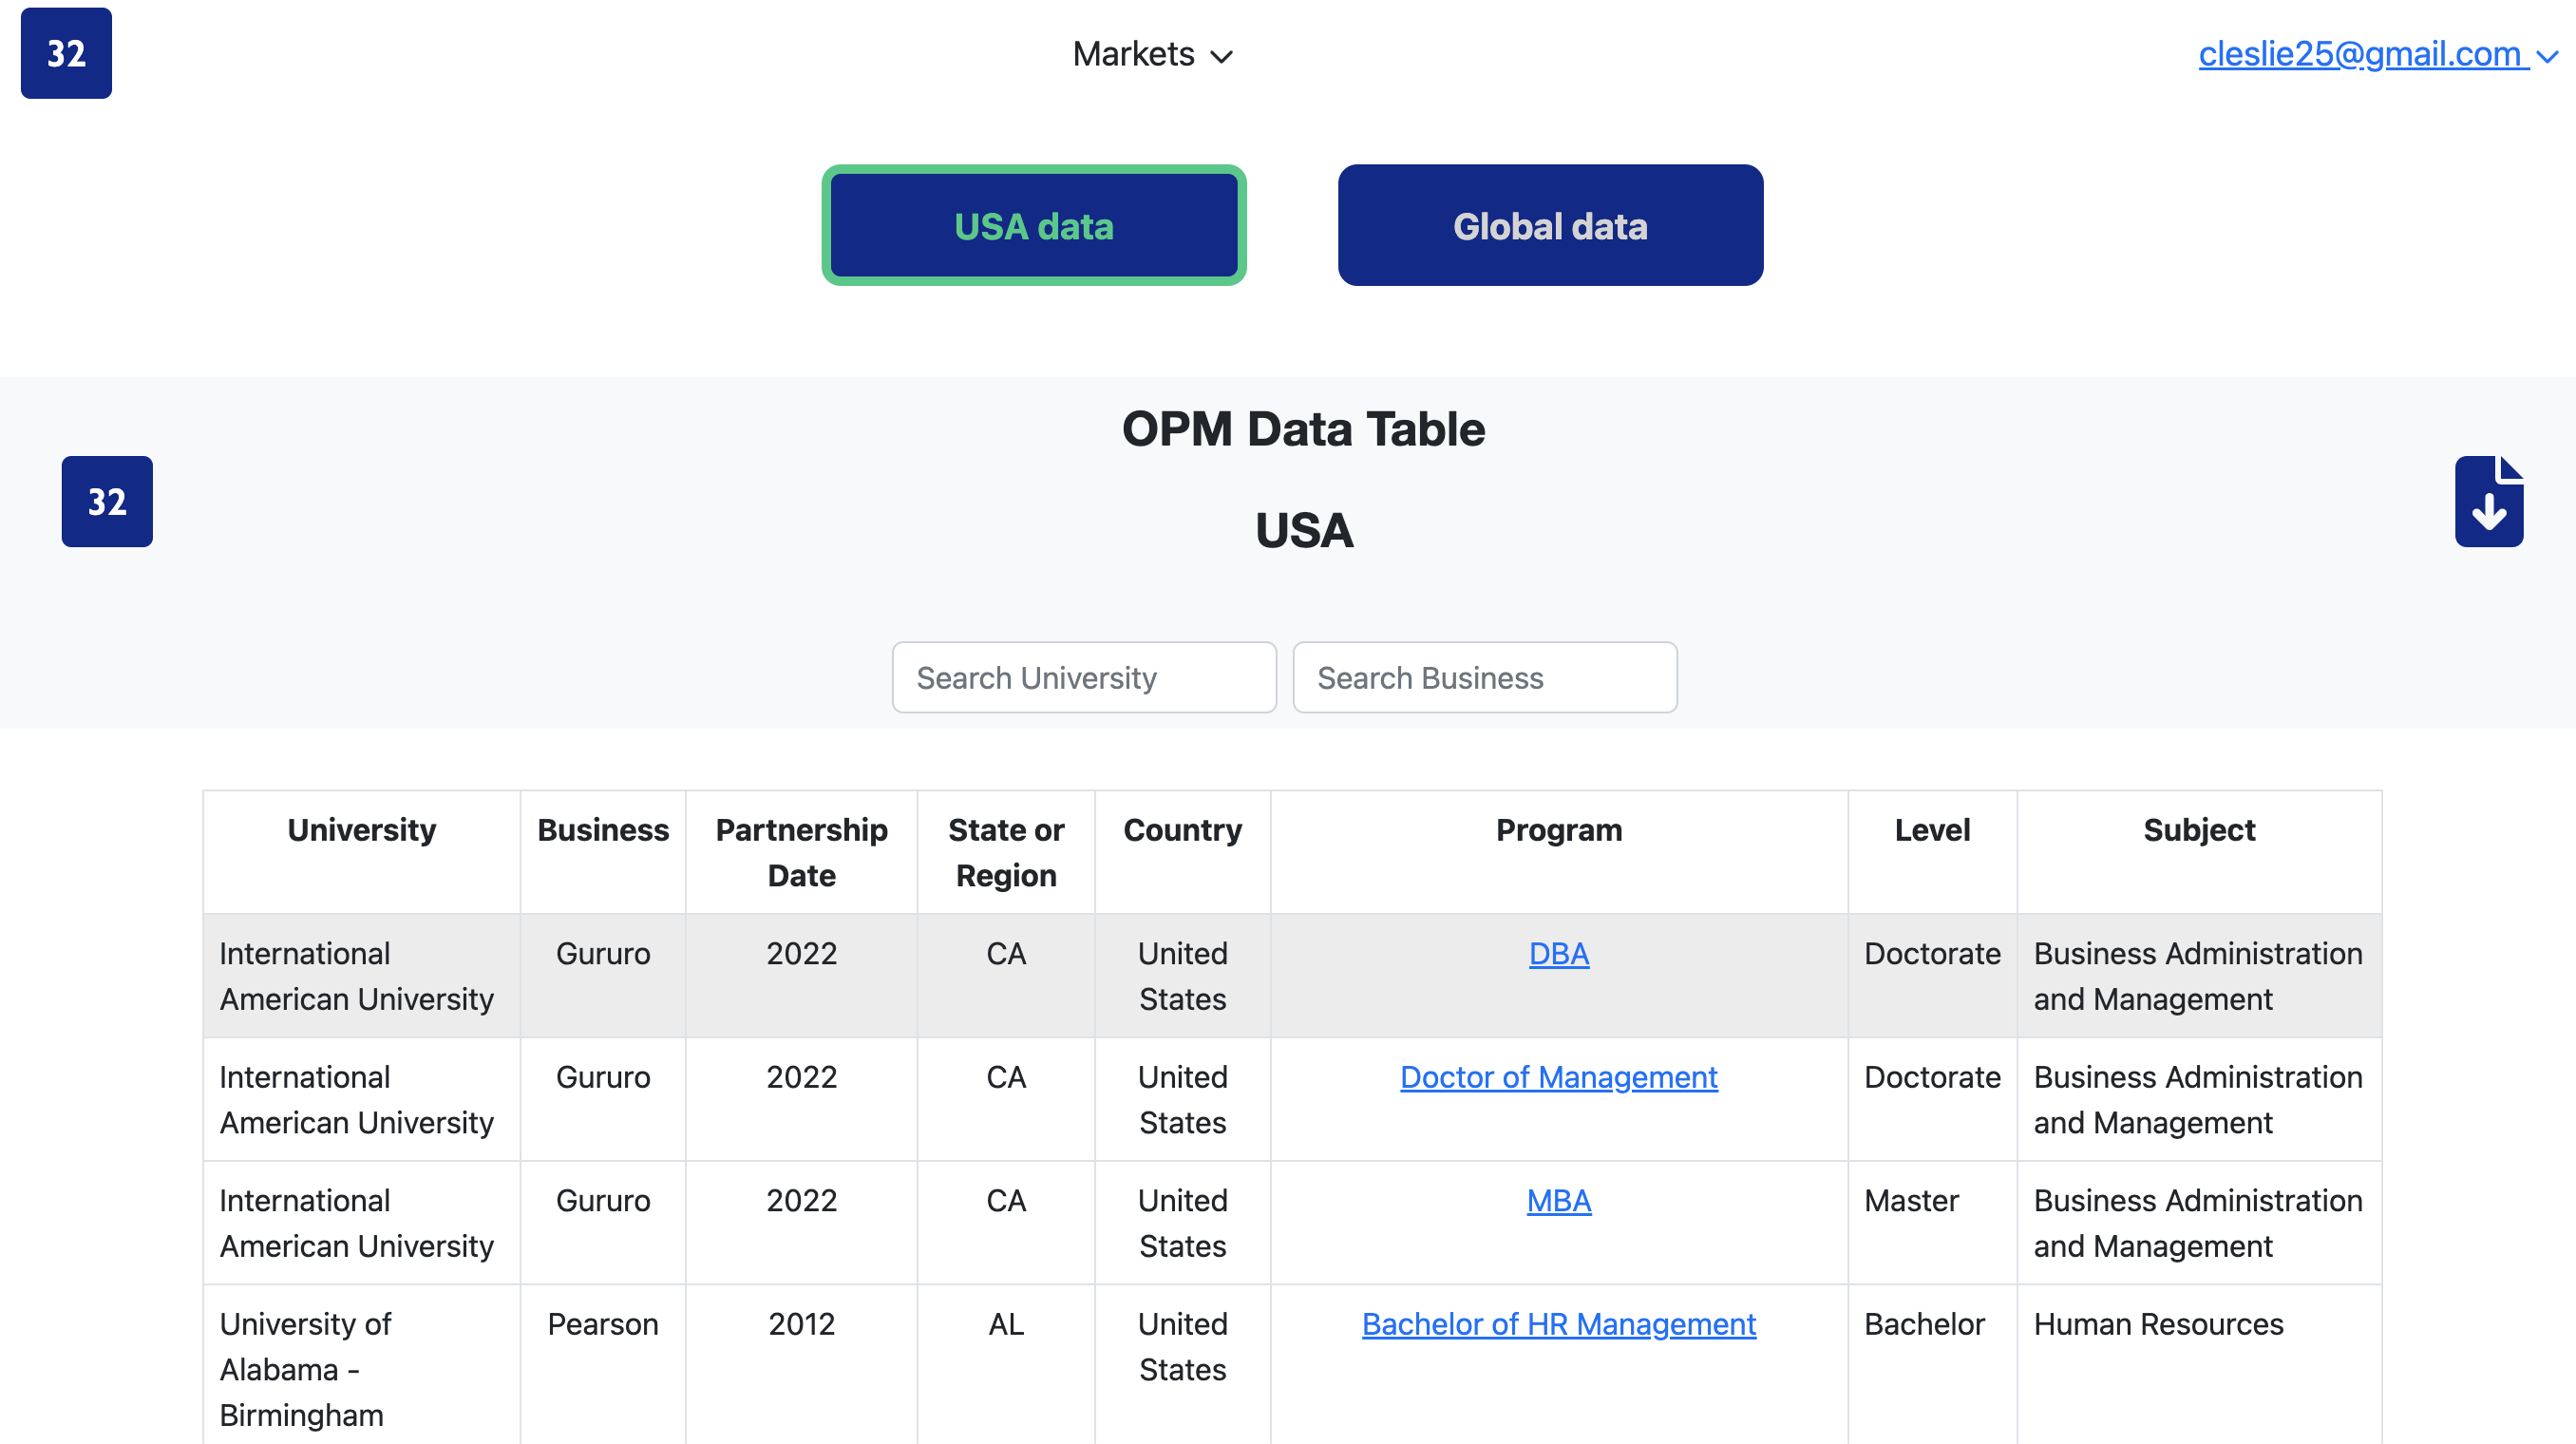 32
Markets
cleslie25@gmail.com
USA data
Global data
OPM Data Table
32
USA
Search University
Search Business
University Business Partnership Date State or Region Country Program Level Subject
International American University Gururo 2022 CA United States DBA Doctorate Business Administration and Management
International American University Gururo 2022 CA United States Doctor of Management Doctorate Business Administration and Management
International American University Gururo 2022 CA United States MBA Master Business Administration and Management
University of Alabama - Birmingham Pearson 2012 AL United States Bachelor of HR Management Bachelor Human Resources